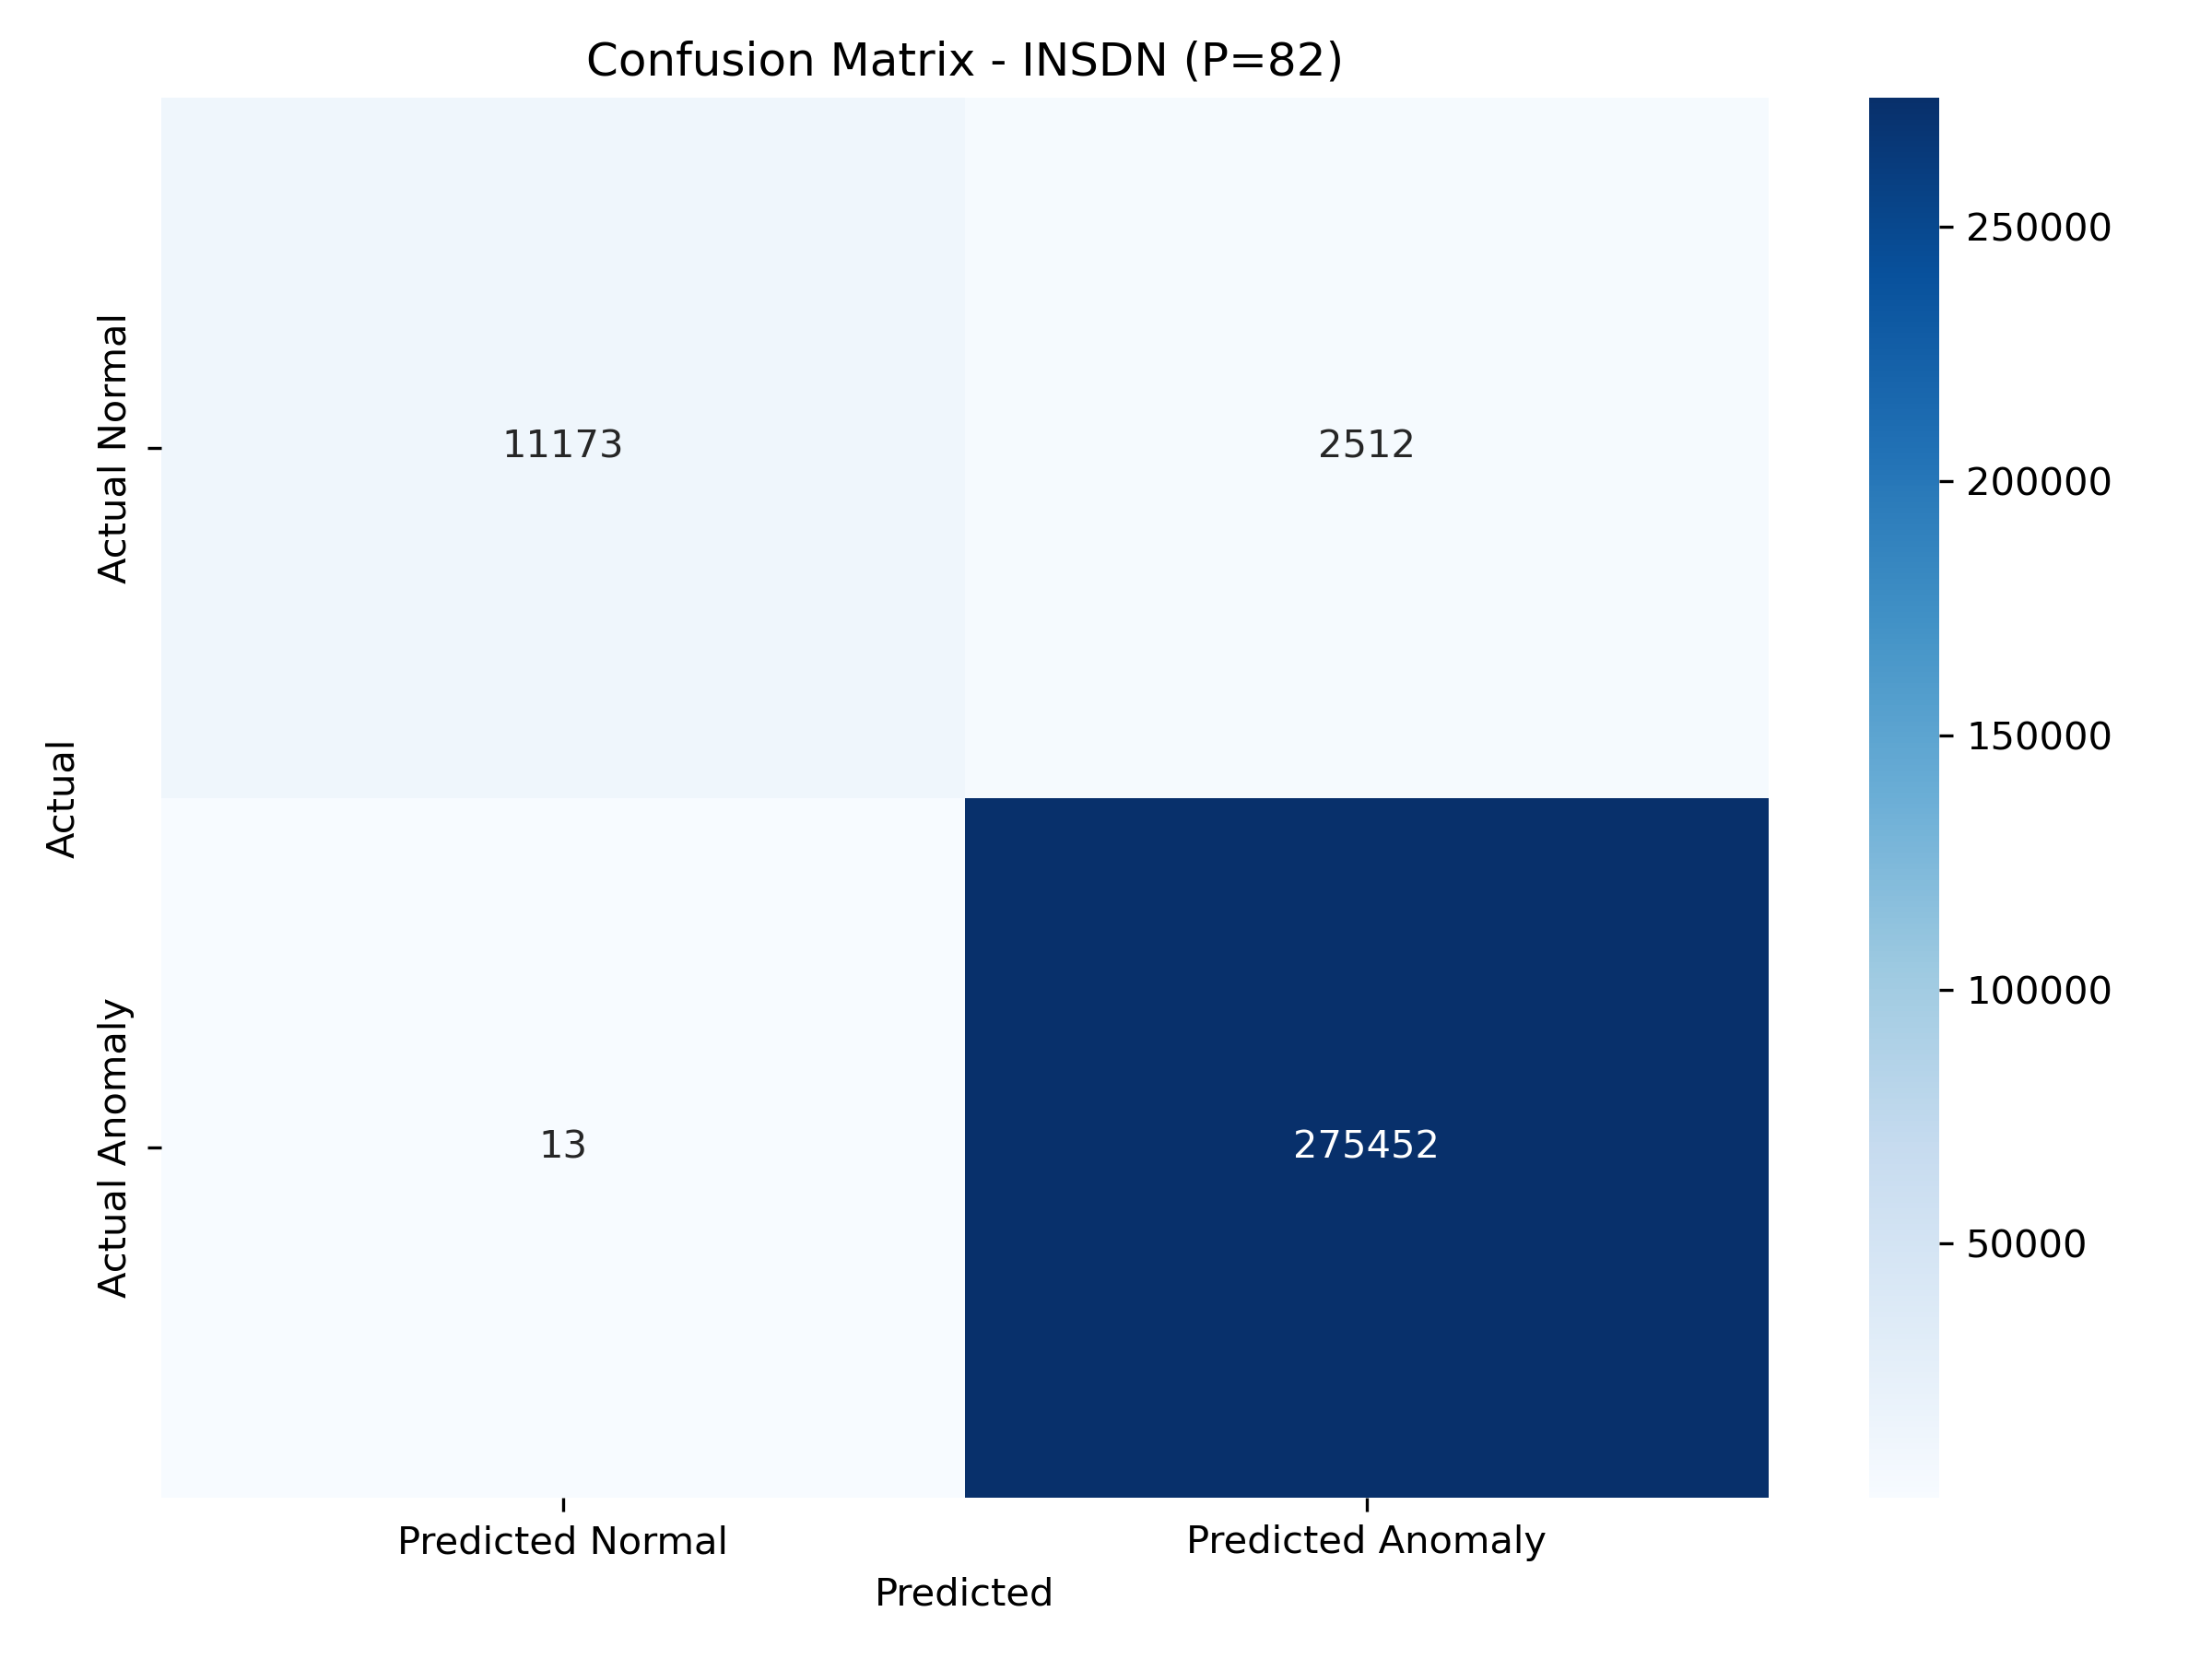 Confusion Matrix - INSDN (P=82)
Actual
Actual Normal
Actual Anomaly
11173
2512
13
275452
Predicted Normal
Predicted Anomaly
Predicted
250000
200000
150000
100000
50000